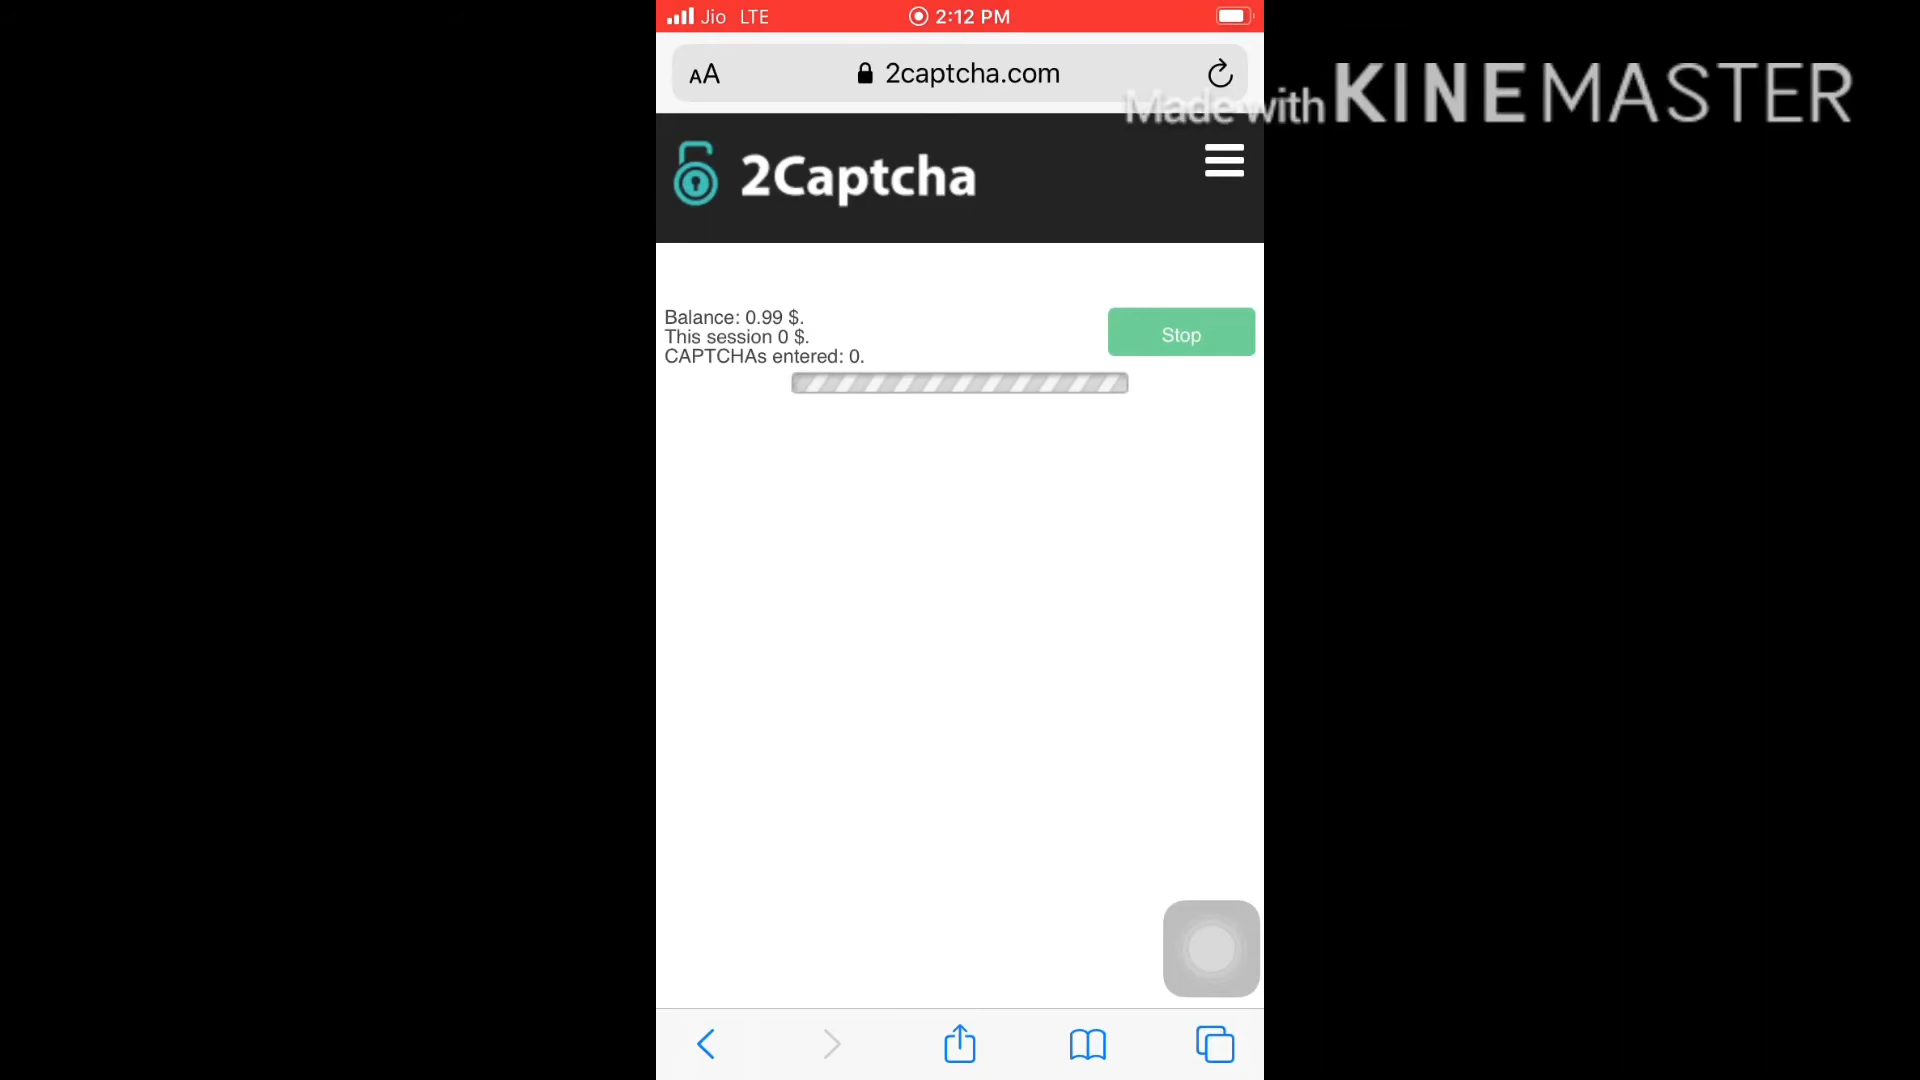 Jio LTE 2:12 PM
AA 2captcha.com
Made with KINEMASTER
2Captcha
Balance: 0.99 $.
This session 0 $.
CAPTCHAs entered: 0.
Stop